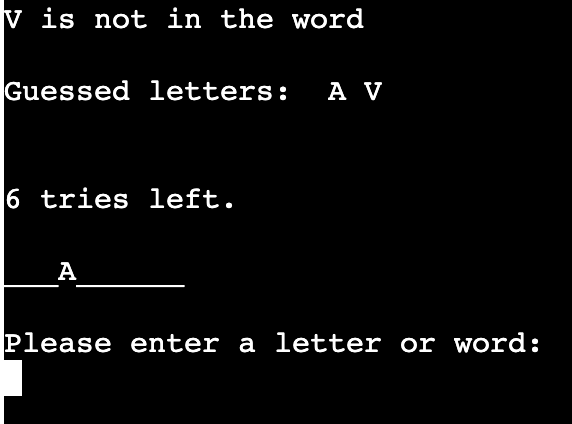 V is not in the word
Guessed letters:  A V
6 tries left.
___A______
Please enter a letter or word: